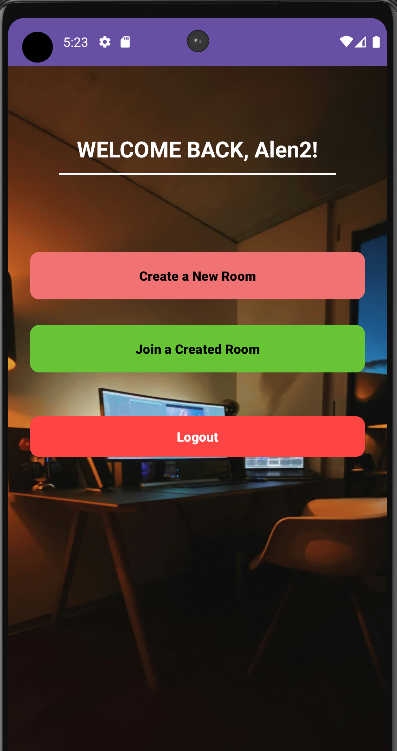 5:23
WELCOME BACK, Alen2!
Create a New Room
Join a Created Room
Logout